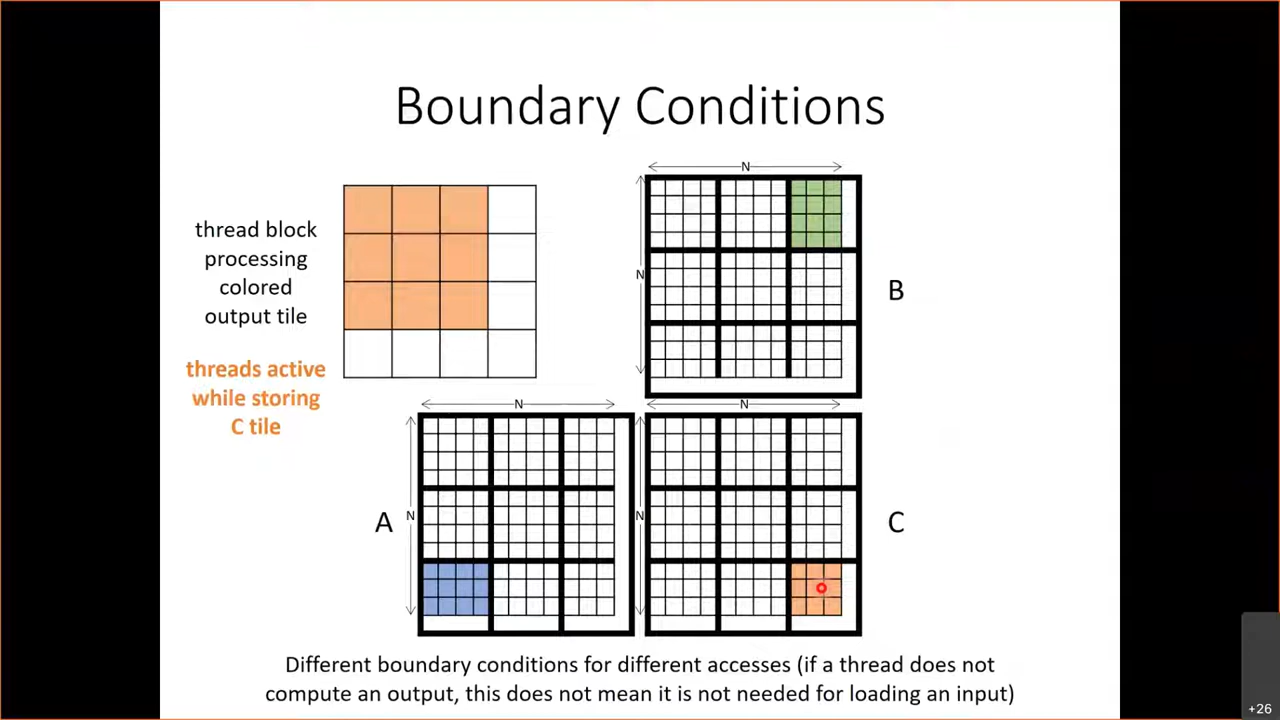 Boundary Conditions
thread block
processing
colored
output tile
threads active
while storing
C tile
N
N
B
N
N
A
N
N
C
Different boundary conditions for different accesses (if a thread does not
compute an output, this does not mean it is not needed for loading an input)
+26